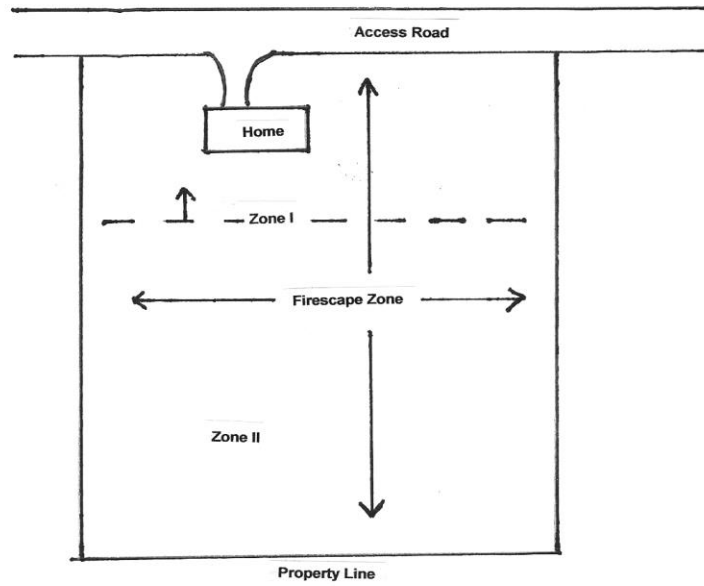 Access Road
Home
Zone I
Firescape Zone
Zone II
Property Line